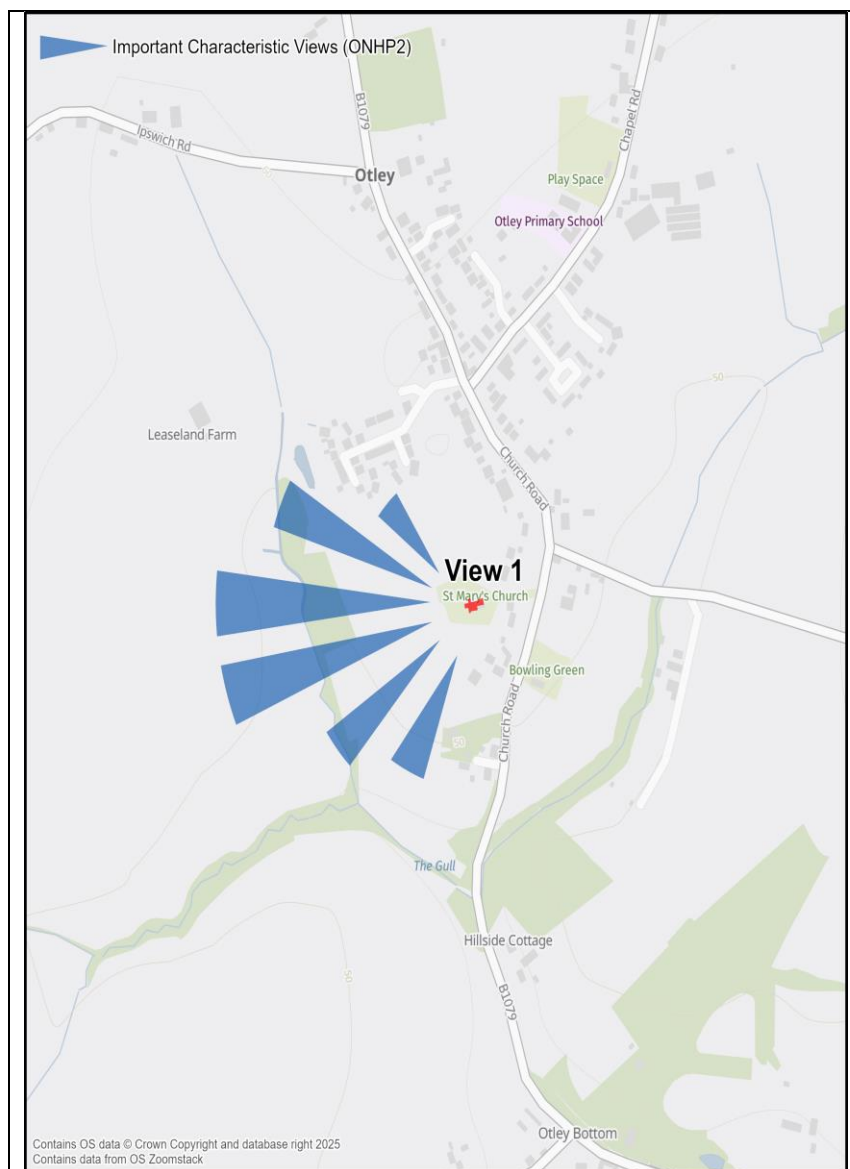 Important Characteristic Views (ONHP2)
B1079
Chapel Rd
Ipswich Rd
Otley
Play Space
Otley Primary School
50
50
Leaseland Farm
Church Road
View 1
St Mary's Church
Bowling Green
Church Road
50
The Gull
Hillside Cottage
50
B1079
Otley Bottom
Contains OS data © Crown Copyright and database right 2025
Contains data from OS Zoomstack